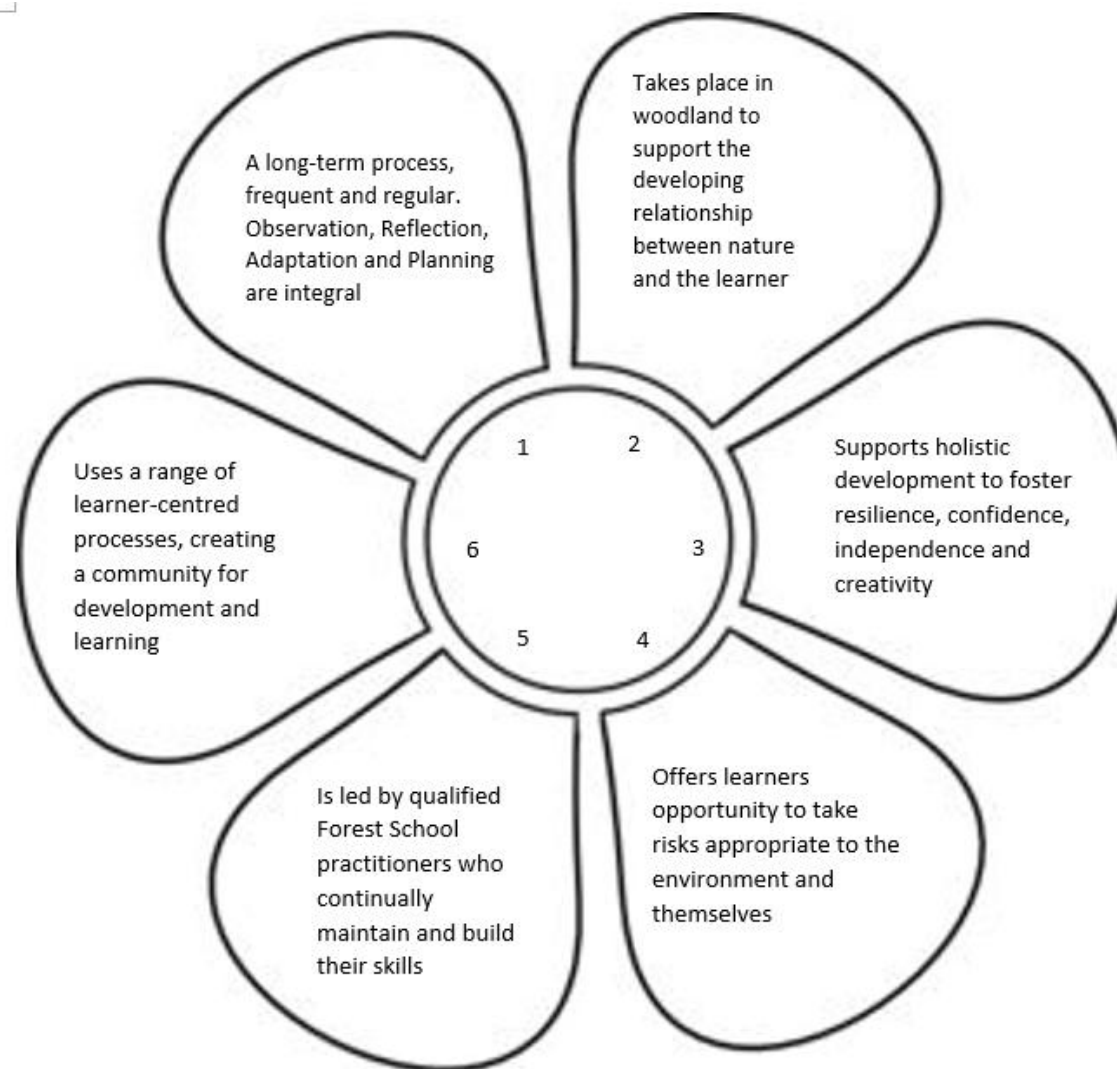 A long-term process,
frequent and regular.
Observation, Reflection,
Adaptation and Planning
are integral
Takes place in
woodland to
support the
developing
relationship
between nature
and the learner
Supports holistic
development to foster
resilience, confidence,
independence and
creativity
Offers learners
opportunity to take
risks appropriate to the
environment and
themselves
Is led by qualified
Forest School
practitioners who
continually
maintain and build
their skills
Uses a range of
learner-centred
processes, creating
a community for
development and
learning
1
2
3
4
5
6